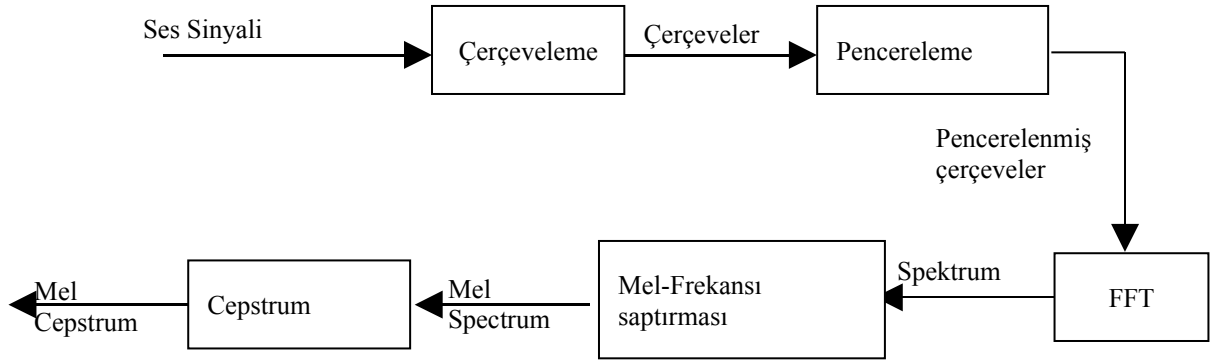 Ses Sinyali
Çerçeveleme
Çerçeveler
Pencereleme
Pencerelenmiş
çerçeveler
FFT
Spektrum
Mel-Frekansı
saptırması
Mel
Spectrum
Cepstrum
Mel
Cepstrum